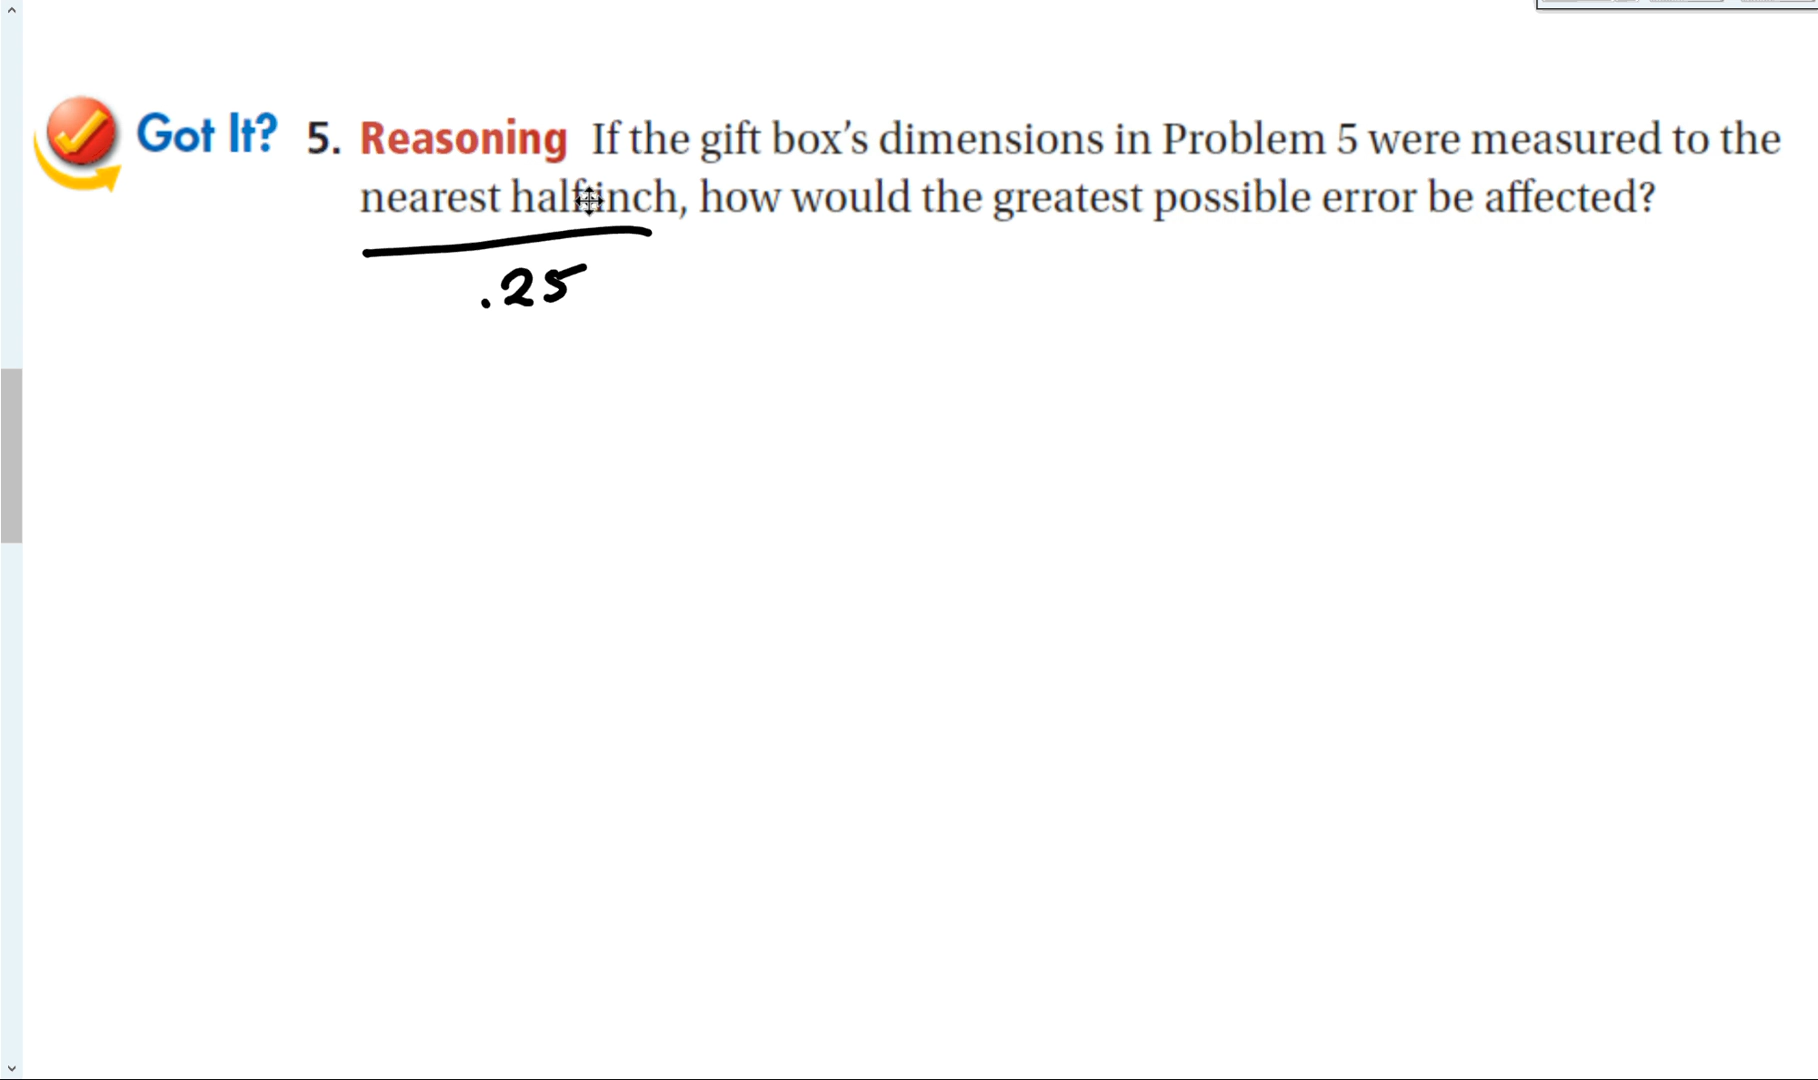 Got It? 5. Reasoning If the gift box's dimensions in Problem 5 were measured to the
nearest half inch, how would the greatest possible error be affected?
.25